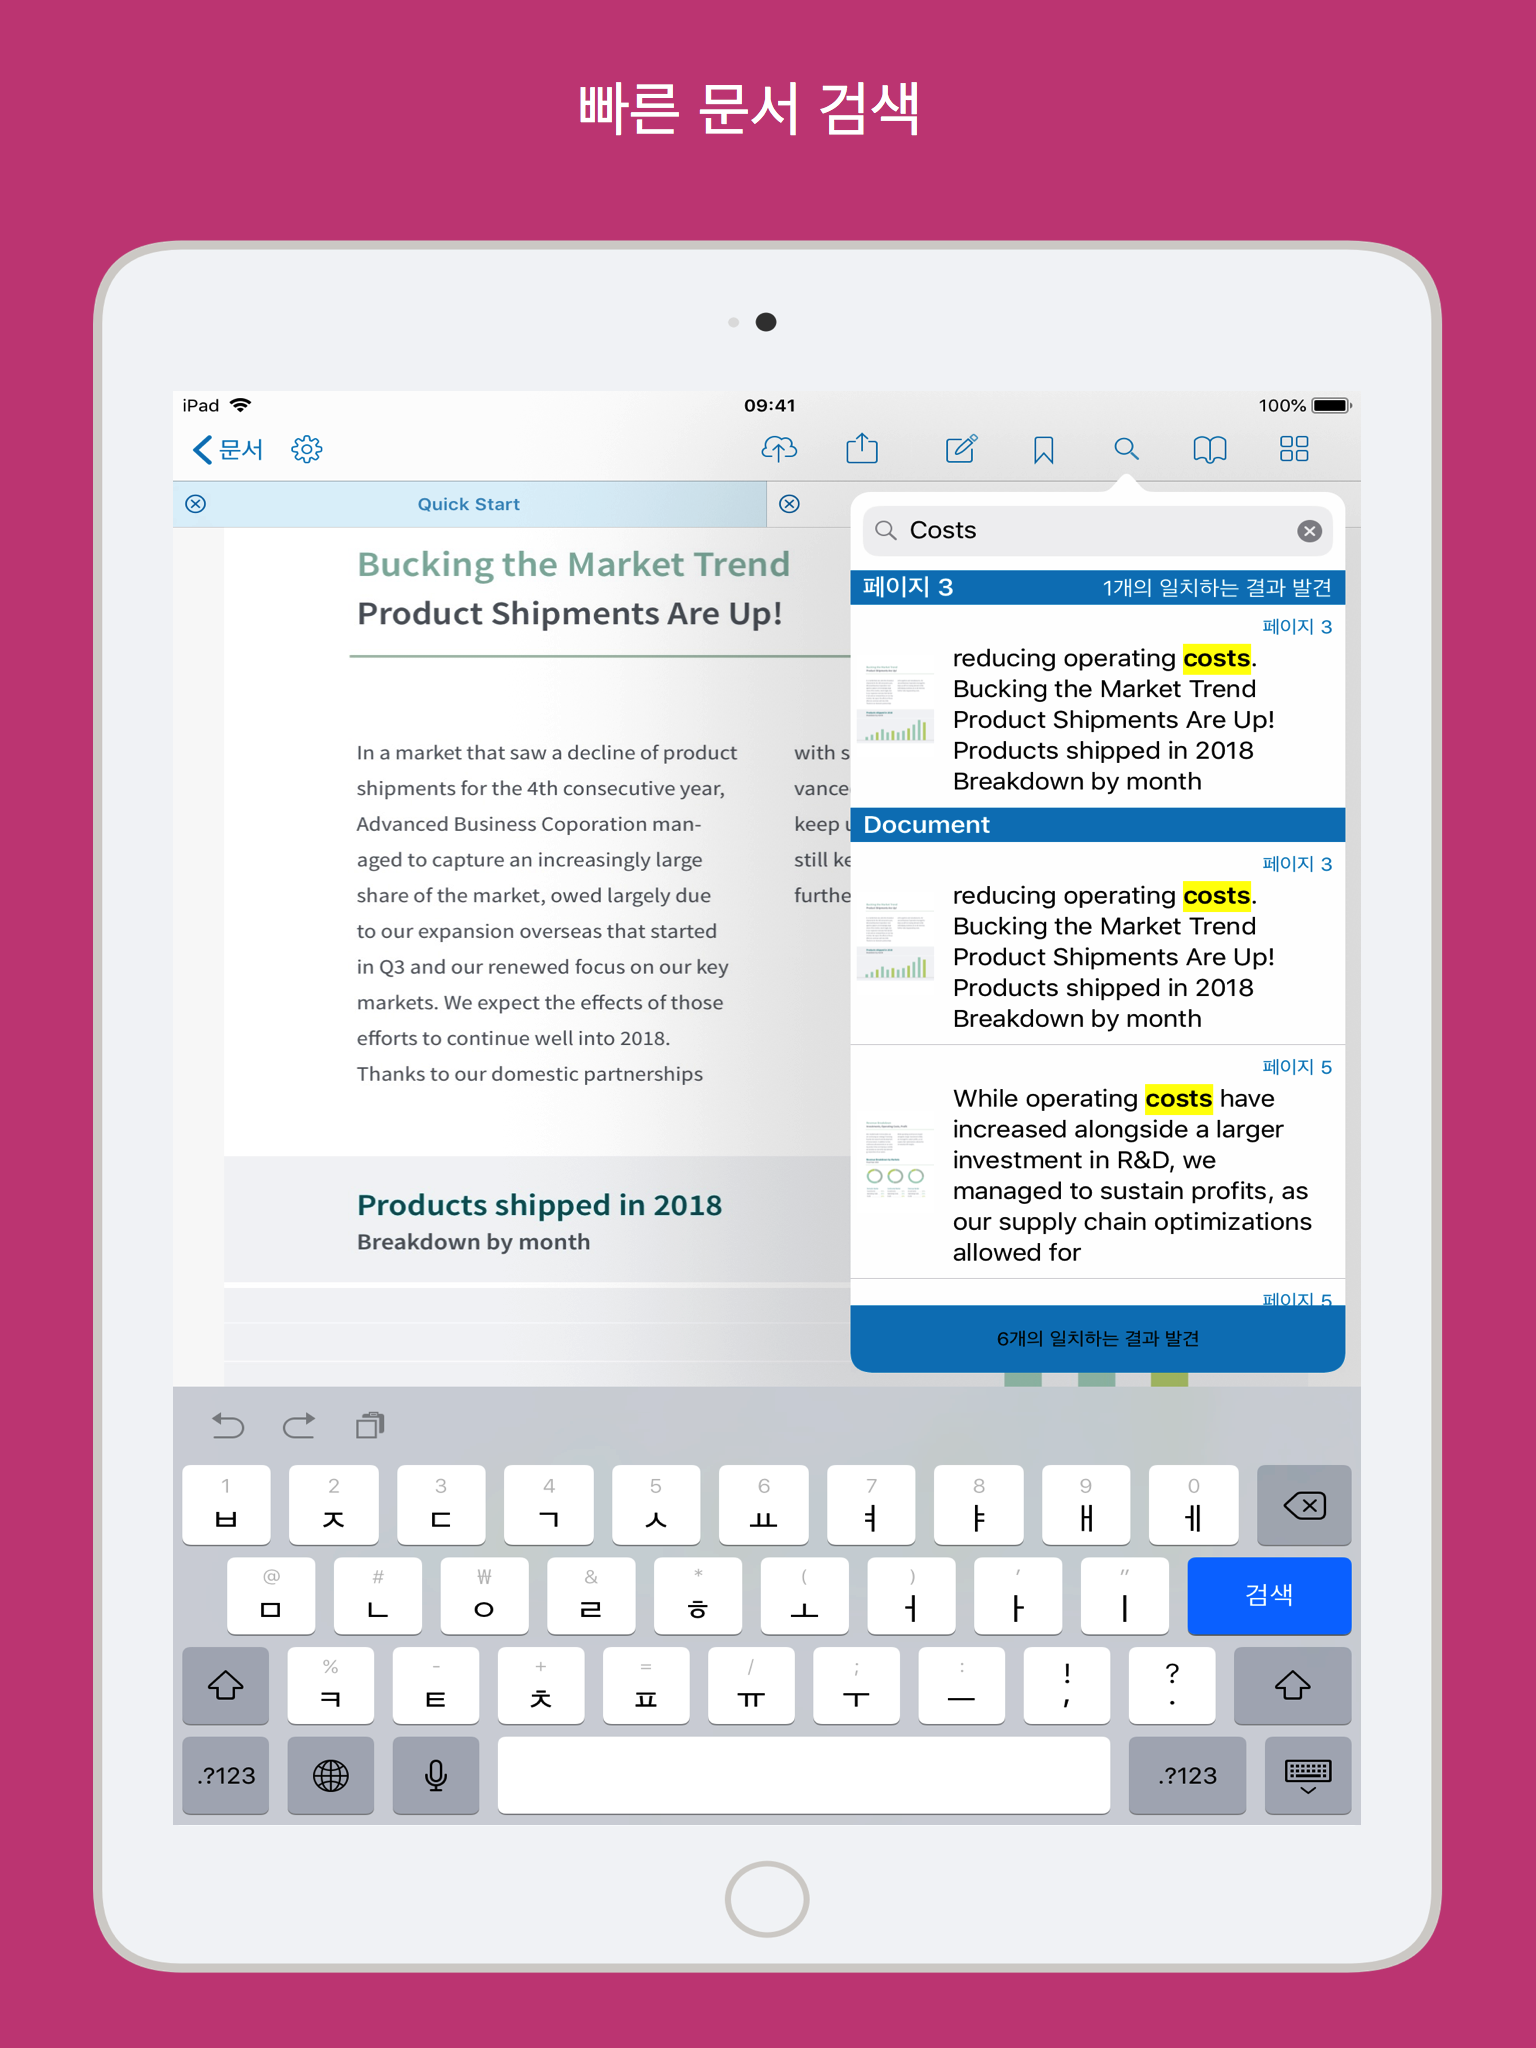 빠른 문서 검색
iPad
09:41
100%
문서
Quick Start
Bucking the Market Trend
Product Shipments Are Up!
In a market that saw a decline of product
shipments for the 4th consecutive year,
Advanced Business Coporation man-
aged to capture an increasingly large
share of the market, owed largely due
to our expansion overseas that started
in Q3 and our renewed focus on our key
markets. We expect the effects of those
efforts to continue well into 2018.
Thanks to our domestic partnerships
with s
vance
keep u
still ke
furthe
Products shipped in 2018
Breakdown by month
Costs
페이지 3 1개의 일치하는 결과 발견
페이지 3
reducing operating costs.
Bucking the Market Trend
Product Shipments Are Up!
Products shipped in 2018
Breakdown by month
Document
페이지 3
reducing operating costs.
Bucking the Market Trend
Product Shipments Are Up!
Products shipped in 2018
Breakdown by month
페이지 5
While operating costs have
increased alongside a larger
investment in R&D, we
managed to sustain profits, as
our supply chain optimizations
allowed for
페이지 5
6개의 일치하는 결과 발견
1 2 3 4 5 6 7 8 9 0
ㅂ ㅈ ㄷ ㄱ ㅅ ㅛ ㅕ ㅑ ㅐ ㅔ
@ # ₩ & * ( ) ' "
ㅁ ㄴ ㅇ ㄹ ㅎ ㅗ ㅓ ㅏ ㅣ 검색
% - + = / ; : ! ?
ㅋ ㅌ ㅊ ㅍ ㅠ ㅜ ㅡ , .
.?123 .?123